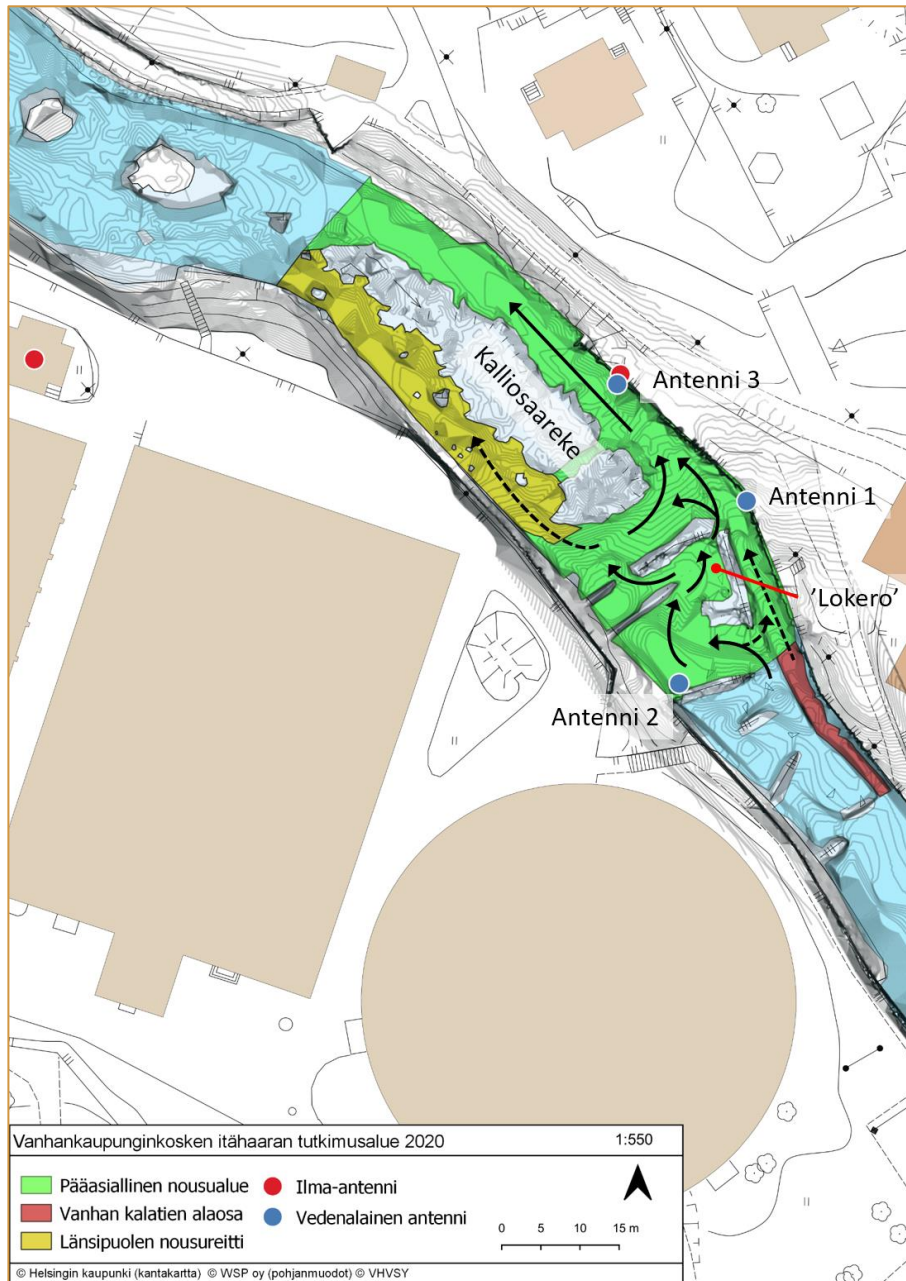 Kalliosaareke
Antenni 3
Antenni 1
'Lokero'
Antenni 2
Vanhankaupunginkosken itähaaran tutkimusalue 2020
1:550
Pääasiallinen nousualue
Vanhan kalatien alaosa
Länsipuolen nousureitti
Ilma-antenni
Vedenalainen antenni
0 5 10 15 m
© Helsingin kaupunki (kantakartta) © WSP oy (pohjanmuodot) © VHVSY